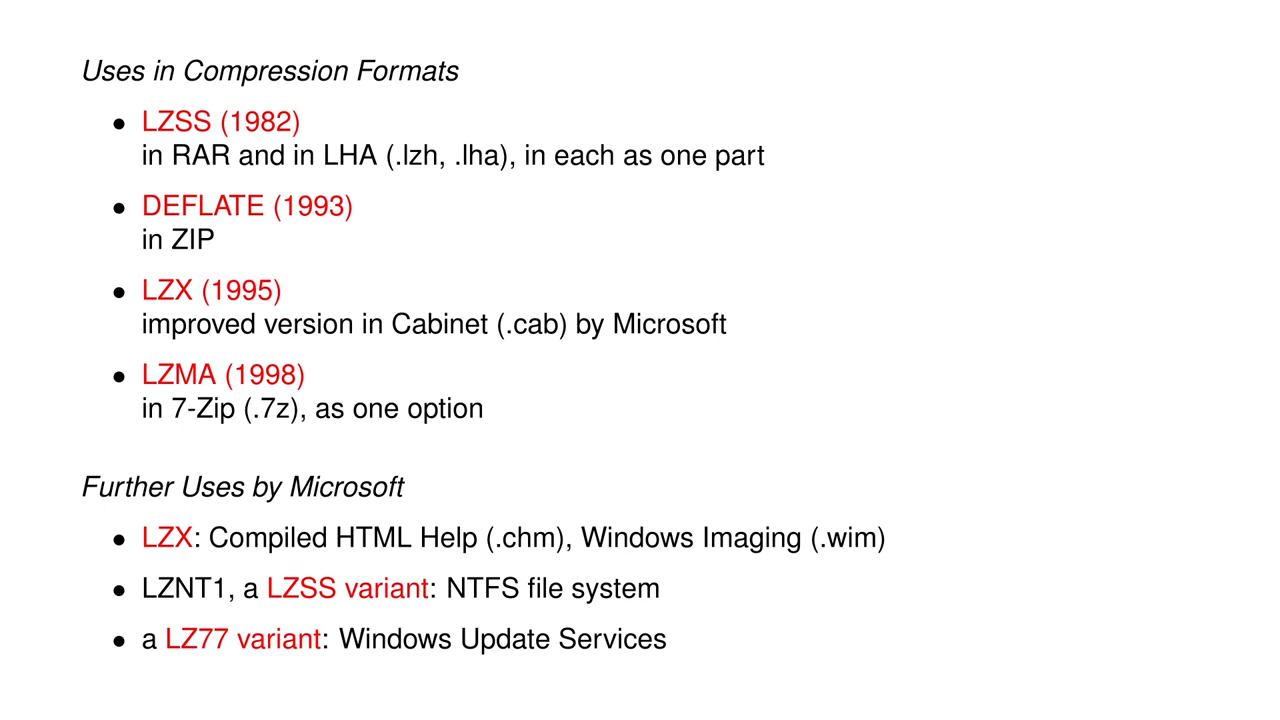 Uses in Compression Formats
• LZSS (1982)
in RAR and in LHA (.lzh, .lha), in each as one part
• DEFLATE (1993)
in ZIP
• LZX (1995)
improved version in Cabinet (.cab) by Microsoft
• LZMA (1998)
in 7-Zip (.7z), as one option
Further Uses by Microsoft
• LZX: Compiled HTML Help (.chm), Windows Imaging (.wim)
• LZNT1, a LZSS variant: NTFS file system
• a LZ77 variant: Windows Update Services